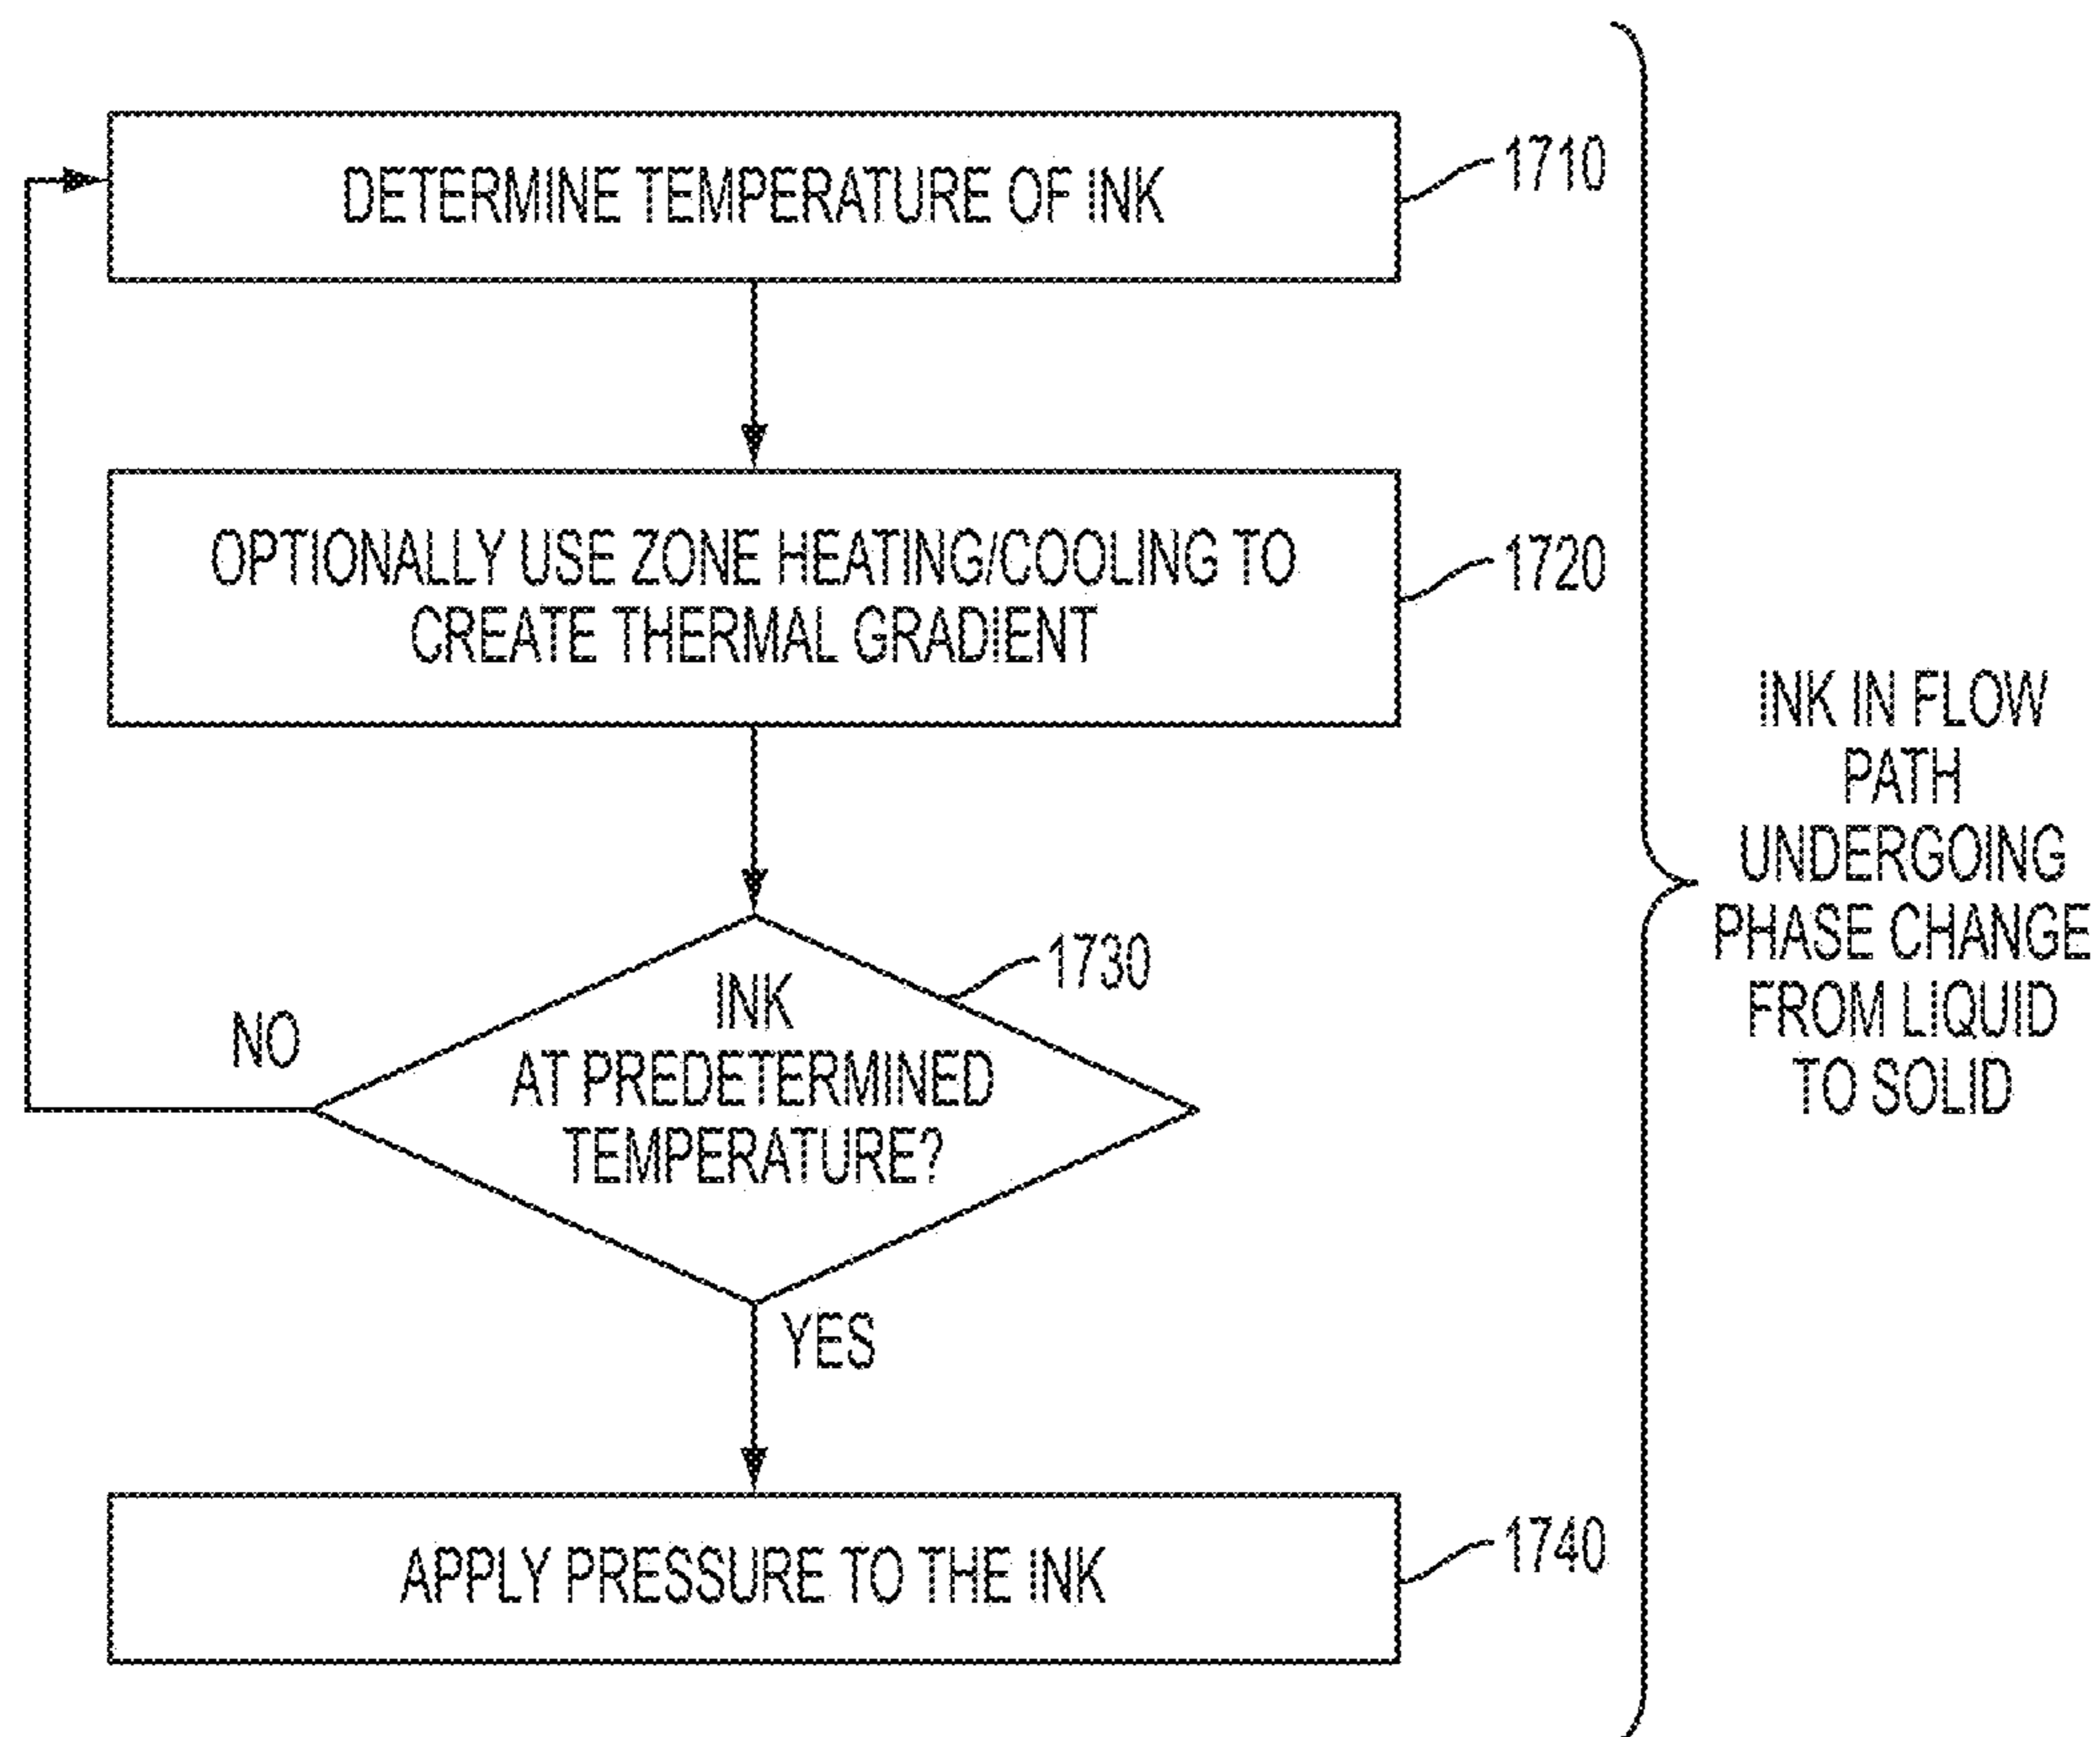 DETERMINE TEMPERATURE OF INK
1710
OPTIONALLY USE ZONE HEATING/COOLING TO
CREATE THERMAL GRADIENT
1720
INK
AT PREDETERMINED
TEMPERATURE?
1730
NO
YES
APPLY PRESSURE TO THE INK
1740
INK IN FLOW
PATH
UNDERGOING
PHASE CHANGE
FROM LIQUID
TO SOLID